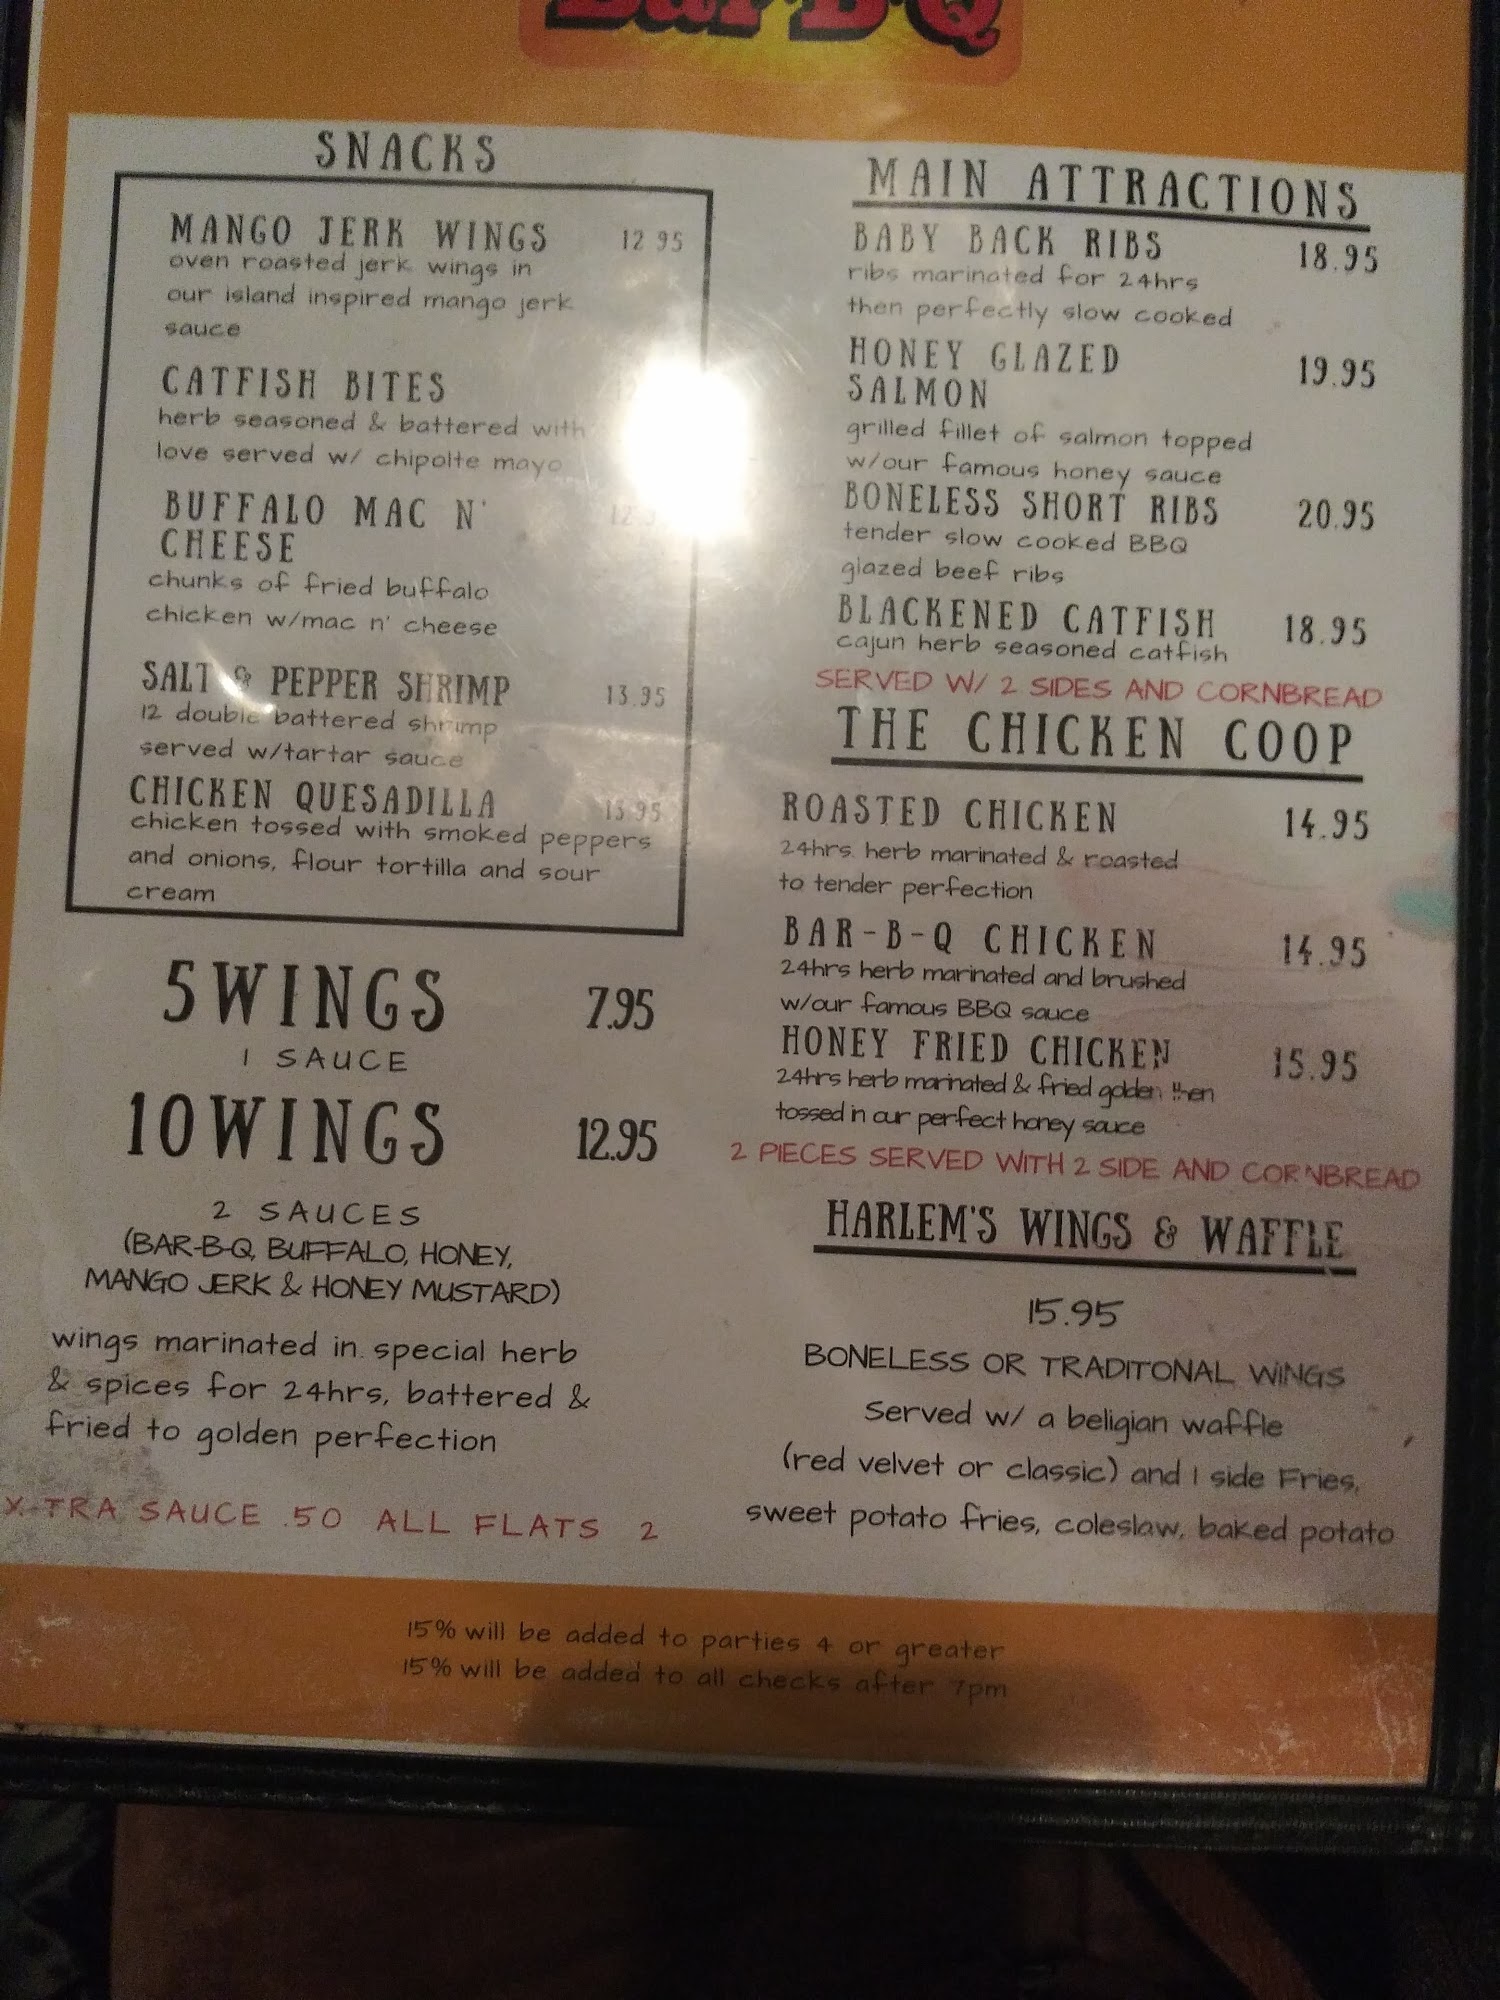 Bar-B-Q
SNACKS
MANGO JERK WINGS 12.95
oven roasted jerk wings in
our island inspired mango jerk
sauce
CATFISH BITES
herb seasoned & battered with
love served w/ chipolte mayo
BUFFALO MAC N'
CHEESE
chunks of fried buffalo
chicken w/mac n' cheese
SALT & PEPPER SHRIMP 13.95
12 double battered shrimp
served w/tartar sauce
CHICKEN QUESADILLA 13.95
chicken tossed with smoked peppers
and onions, flour tortilla and sour
cream
5WINGS 7.95
1 SAUCE
10WINGS 12.95
2 SAUCES
(BAR-B-Q, BUFFALO, HONEY,
MANGO JERK & HONEY MUSTARD)
wings marinated in special herb
& spices for 24hrs, battered &
fried to golden perfection
X-TRA SAUCE .50 ALL FLATS 2
MAIN ATTRACTIONS
BABY BACK RIBS 18.95
ribs marinated for 24hrs
then perfectly slow cooked
HONEY GLAZED 19.95
SALMON
grilled fillet of salmon topped
w/our famous honey sauce
BONELESS SHORT RIBS 20.95
tender slow cooked BBQ
glazed beef ribs
BLACKENED CATFISH 18.95
cajun herb seasoned catfish
SERVED W/ 2 SIDES AND CORNBREAD
THE CHICKEN COOP
ROASTED CHICKEN 14.95
24hrs. herb marinated & roasted
to tender perfection
BAR-B-Q CHICKEN 14.95
24hrs herb marinated and brushed
w/our famous BBQ sauce
HONEY FRIED CHICKEN 15.95
24hrs herb marinated & fried golden then
tossed in our perfect honey sauce
2 PIECES SERVED WITH 2 SIDE AND CORNBREAD
HARLEM'S WINGS & WAFFLE
15.95
BONELESS OR TRADITONAL WINGS
Served w/ a beligian waffle
(red velvet or classic) and 1 side Fries,
sweet potato fries, coleslaw, baked potato
15% will be added to parties 4 or greater
15% will be added to all checks after 7pm